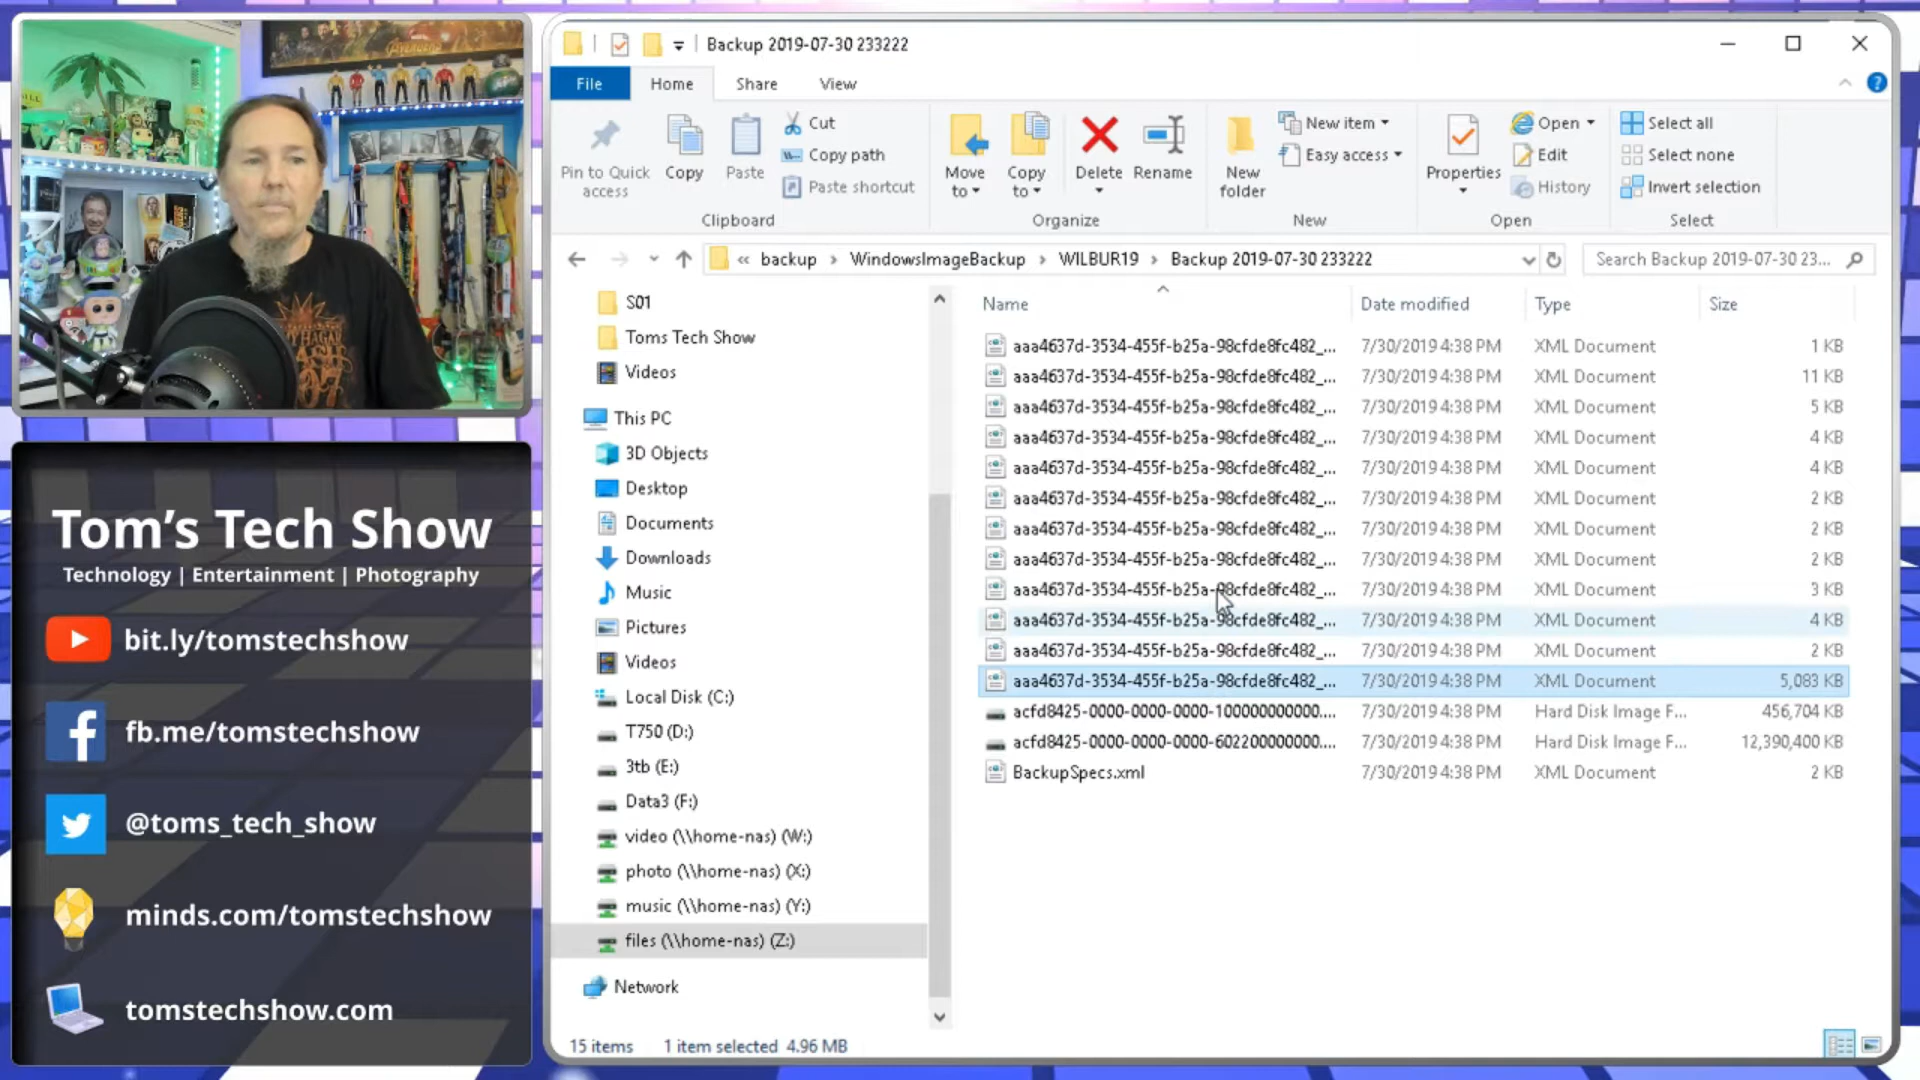 Backup 2019-07-30 233222
File
Home
Share
View
Pin to Quick access
Copy
Paste
Cut
Copy path
Paste shortcut
Clipboard
Move to
Copy to
Delete
Rename
Organize
New folder
New item
Easy access
New
Properties
Open
Edit
History
Open
Select all
Select none
Invert selection
Select
« backup › WindowsImageBackup › WILBUR19 › Backup 2019-07-30 233222
Search Backup 2019-07-30 23...
S01
Toms Tech Show
Videos
This PC
3D Objects
Desktop
Documents
Downloads
Music
Pictures
Videos
Local Disk (C:)
T750 (D:)
3tb (E:)
Data3 (F:)
video (\\home-nas) (W:)
photo (\\home-nas) (X:)
music (\\home-nas) (Y:)
files (\\home-nas) (Z:)
Network
Name Date modified Type Size
aaa4637d-3534-455f-b25a-98cfde8fc482_... 7/30/2019 4:38 PM XML Document 1 KB
aaa4637d-3534-455f-b25a-98cfde8fc482_... 7/30/2019 4:38 PM XML Document 11 KB
aaa4637d-3534-455f-b25a-98cfde8fc482_... 7/30/2019 4:38 PM XML Document 5 KB
aaa4637d-3534-455f-b25a-98cfde8fc482_... 7/30/2019 4:38 PM XML Document 4 KB
aaa4637d-3534-455f-b25a-98cfde8fc482_... 7/30/2019 4:38 PM XML Document 4 KB
aaa4637d-3534-455f-b25a-98cfde8fc482_... 7/30/2019 4:38 PM XML Document 2 KB
aaa4637d-3534-455f-b25a-98cfde8fc482_... 7/30/2019 4:38 PM XML Document 2 KB
aaa4637d-3534-455f-b25a-98cfde8fc482_... 7/30/2019 4:38 PM XML Document 2 KB
aaa4637d-3534-455f-b25a-98cfde8fc482_... 7/30/2019 4:38 PM XML Document 3 KB
aaa4637d-3534-455f-b25a-98cfde8fc482_... 7/30/2019 4:38 PM XML Document 4 KB
aaa4637d-3534-455f-b25a-98cfde8fc482_... 7/30/2019 4:38 PM XML Document 2 KB
aaa4637d-3534-455f-b25a-98cfde8fc482_... 7/30/2019 4:38 PM XML Document 5,083 KB
acfd8425-0000-0000-0000-100000000000.... 7/30/2019 4:38 PM Hard Disk Image F... 456,704 KB
acfd8425-0000-0000-0000-602200000000.... 7/30/2019 4:38 PM Hard Disk Image F... 12,390,400 KB
BackupSpecs.xml 7/30/2019 4:38 PM XML Document 2 KB
15 items 1 item selected 4.96 MB
Tom's Tech Show
Technology | Entertainment | Photography
bit.ly/tomstechshow
fb.me/tomstechshow
@toms_tech_show
minds.com/tomstechshow
tomstechshow.com